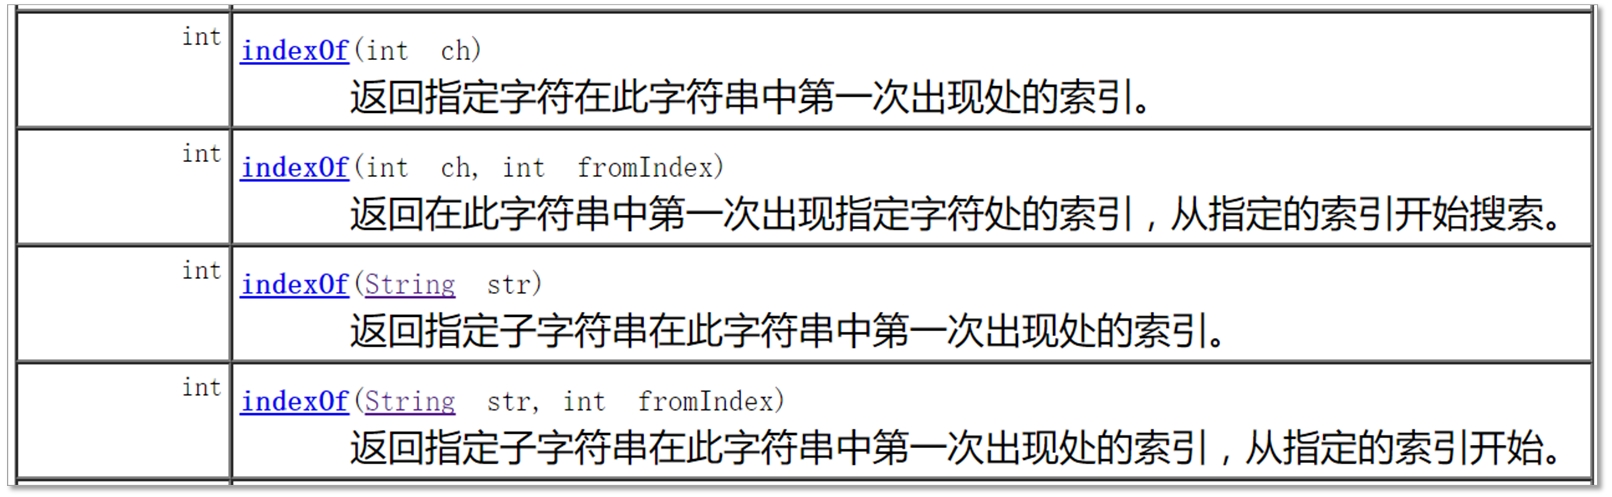 int
indexOf(int ch)
返回指定字符在此字符串中第一次出现处的索引。
int
indexOf(int ch, int fromIndex)
返回在此字符串中第一次出现指定字符处的索引，从指定的索引开始搜索。
int
indexOf(String str)
返回指定子字符串在此字符串中第一次出现处的索引。
int
indexOf(String str, int fromIndex)
返回指定子字符串在此字符串中第一次出现处的索引，从指定的索引开始。